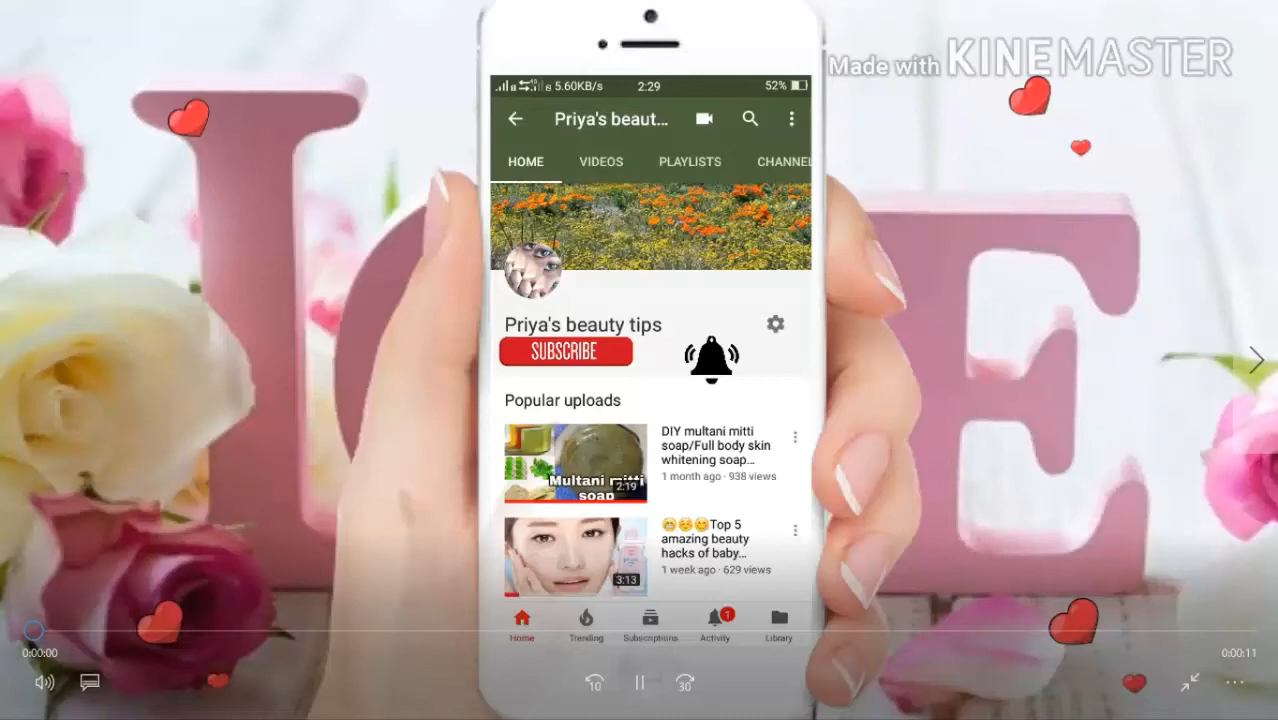 Made with KINEMASTER
5.60KB/s 2:29 52%
Priya's beaut...
HOME VIDEOS PLAYLISTS CHANNEL
Priya's beauty tips
SUBSCRIBE
Popular uploads
DIY multani mitti
soap/Full body skin
whitening soap...
1 month ago · 938 views
Multani mitti
soap
2:19
😁😌😋Top 5
amazing beauty
hacks of baby...
1 week ago · 629 views
3:13
1
Home Trending Subscriptions Activity Library
0:00:00 0:00:11
10 30
I E